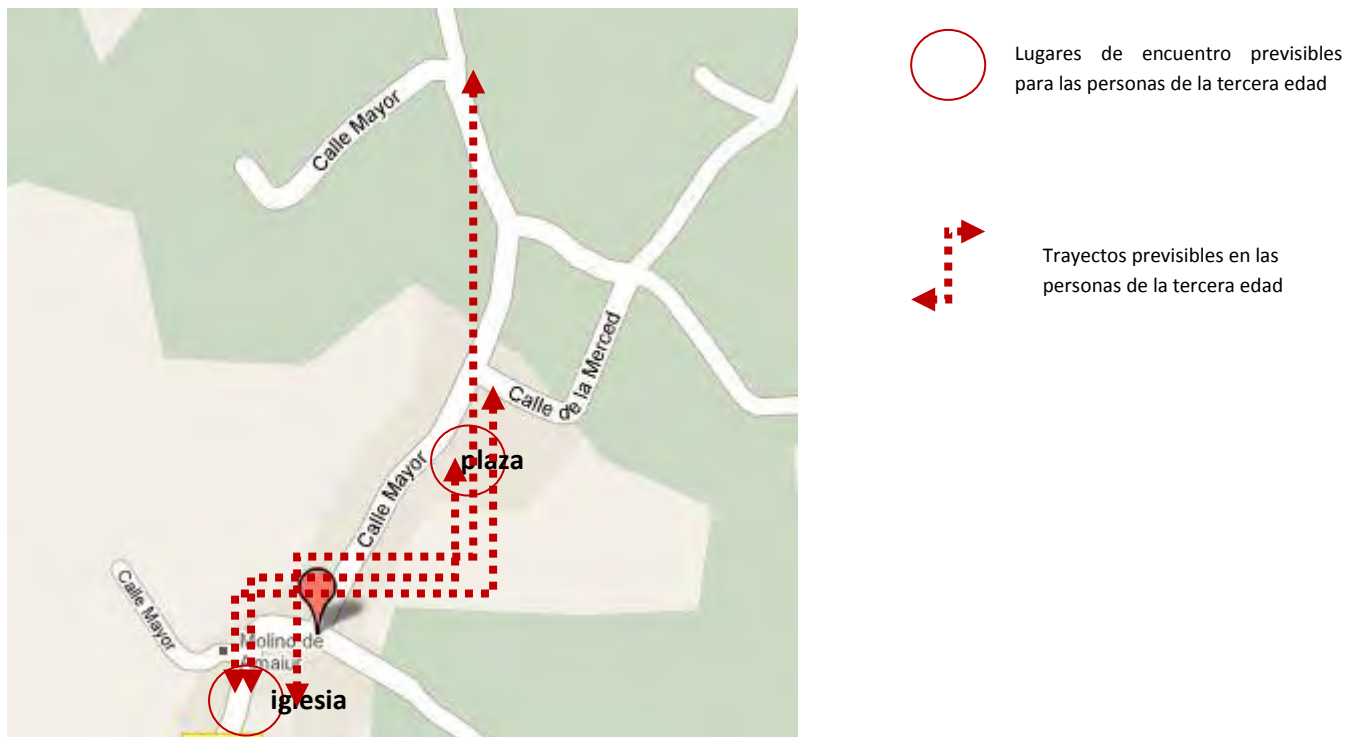 Calle Mayor
Calle de la Merced
plaza
Calle Mayor
Calle Mayor
Molino de
Amaiur
iglesia
Lugares de encuentro previsibles
para las personas de la tercera edad
Trayectos previsibles en las
personas de la tercera edad